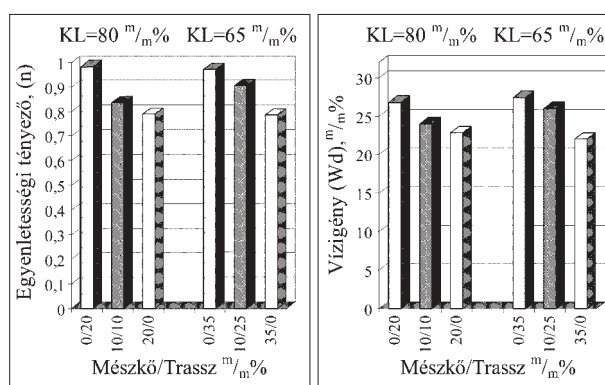 KL=80 m/m% KL=65 m/m%
Egyenletességi tényező, (n)
1
0,9
0,8
0,7
0,6
0,5
0,4
0,3
0,2
0,1
0
0/20 10/10 20/0 0/35 10/25 35/0
Mészkő/Trassz m/m%
KL=80 m/m% KL=65 m/m%
Vízigény (Wd), m/m%
30
25
20
15
10
5
0
0/20 10/10 20/0 0/35 10/25 35/0
Mészkő/Trassz m/m%